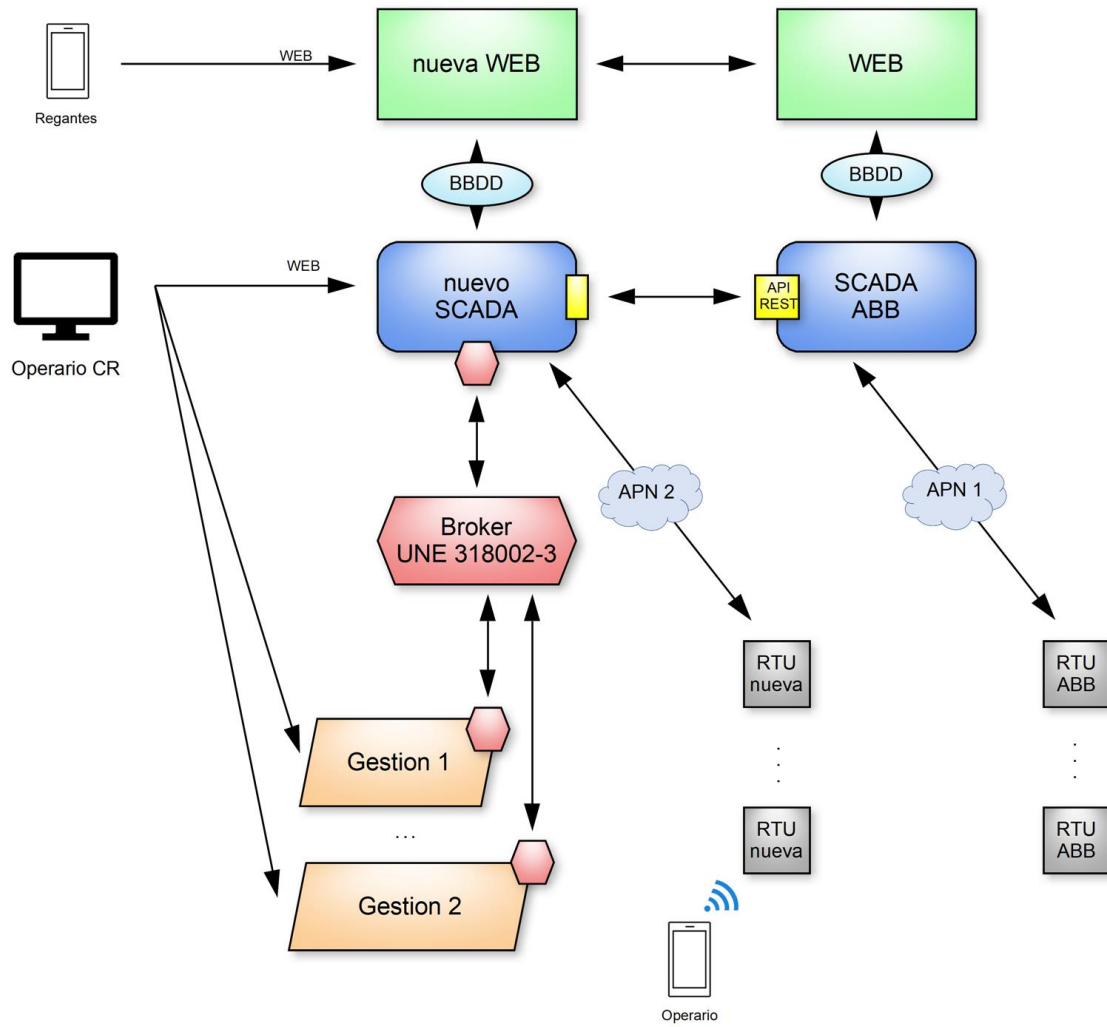 WEB
nueva WEB
WEB
Regantes
BBDD
BBDD
WEB
nuevo
SCADA
API
REST
SCADA
ABB
Operario CR
APN 2
APN 1
Broker
UNE 318002-3
RTU
nueva
RTU
ABB
Gestion 1
. . .
. . .
...
RTU
nueva
RTU
ABB
Gestion 2
Operario